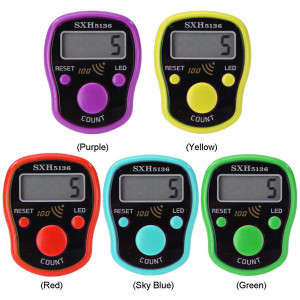 SXH5136
5
RESET LED
100
COUNT
(Purple)
SXH5136
5
RESET LED
100
COUNT
(Yellow)
SXH5136
5
RESET LED
100
COUNT
(Red)
SXH5136
5
RESET LED
100
COUNT
(Sky Blue)
SXH5136
5
RESET LED
100
COUNT
(Green)